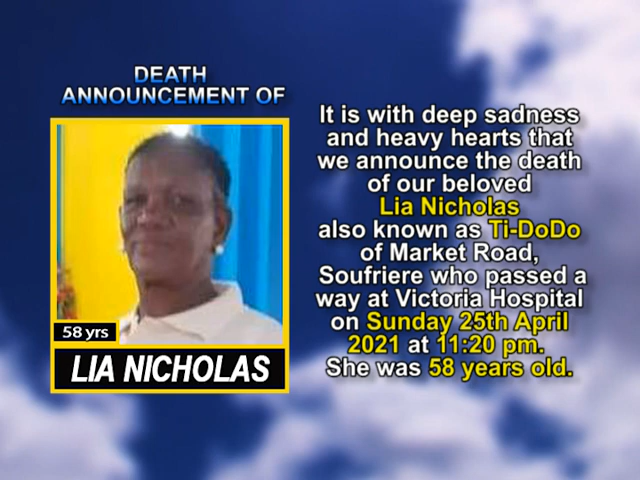 DEATH
ANNOUNCEMENT OF
58 yrs
LIA NICHOLAS
It is with deep sadness
and heavy hearts that
we announce the death
of our beloved
Lia Nicholas
also known as Ti-DoDo
of Market Road,
Soufriere who passed a
way at Victoria Hospital
on Sunday 25th April
2021 at 11:20 pm.
She was 58 years old.